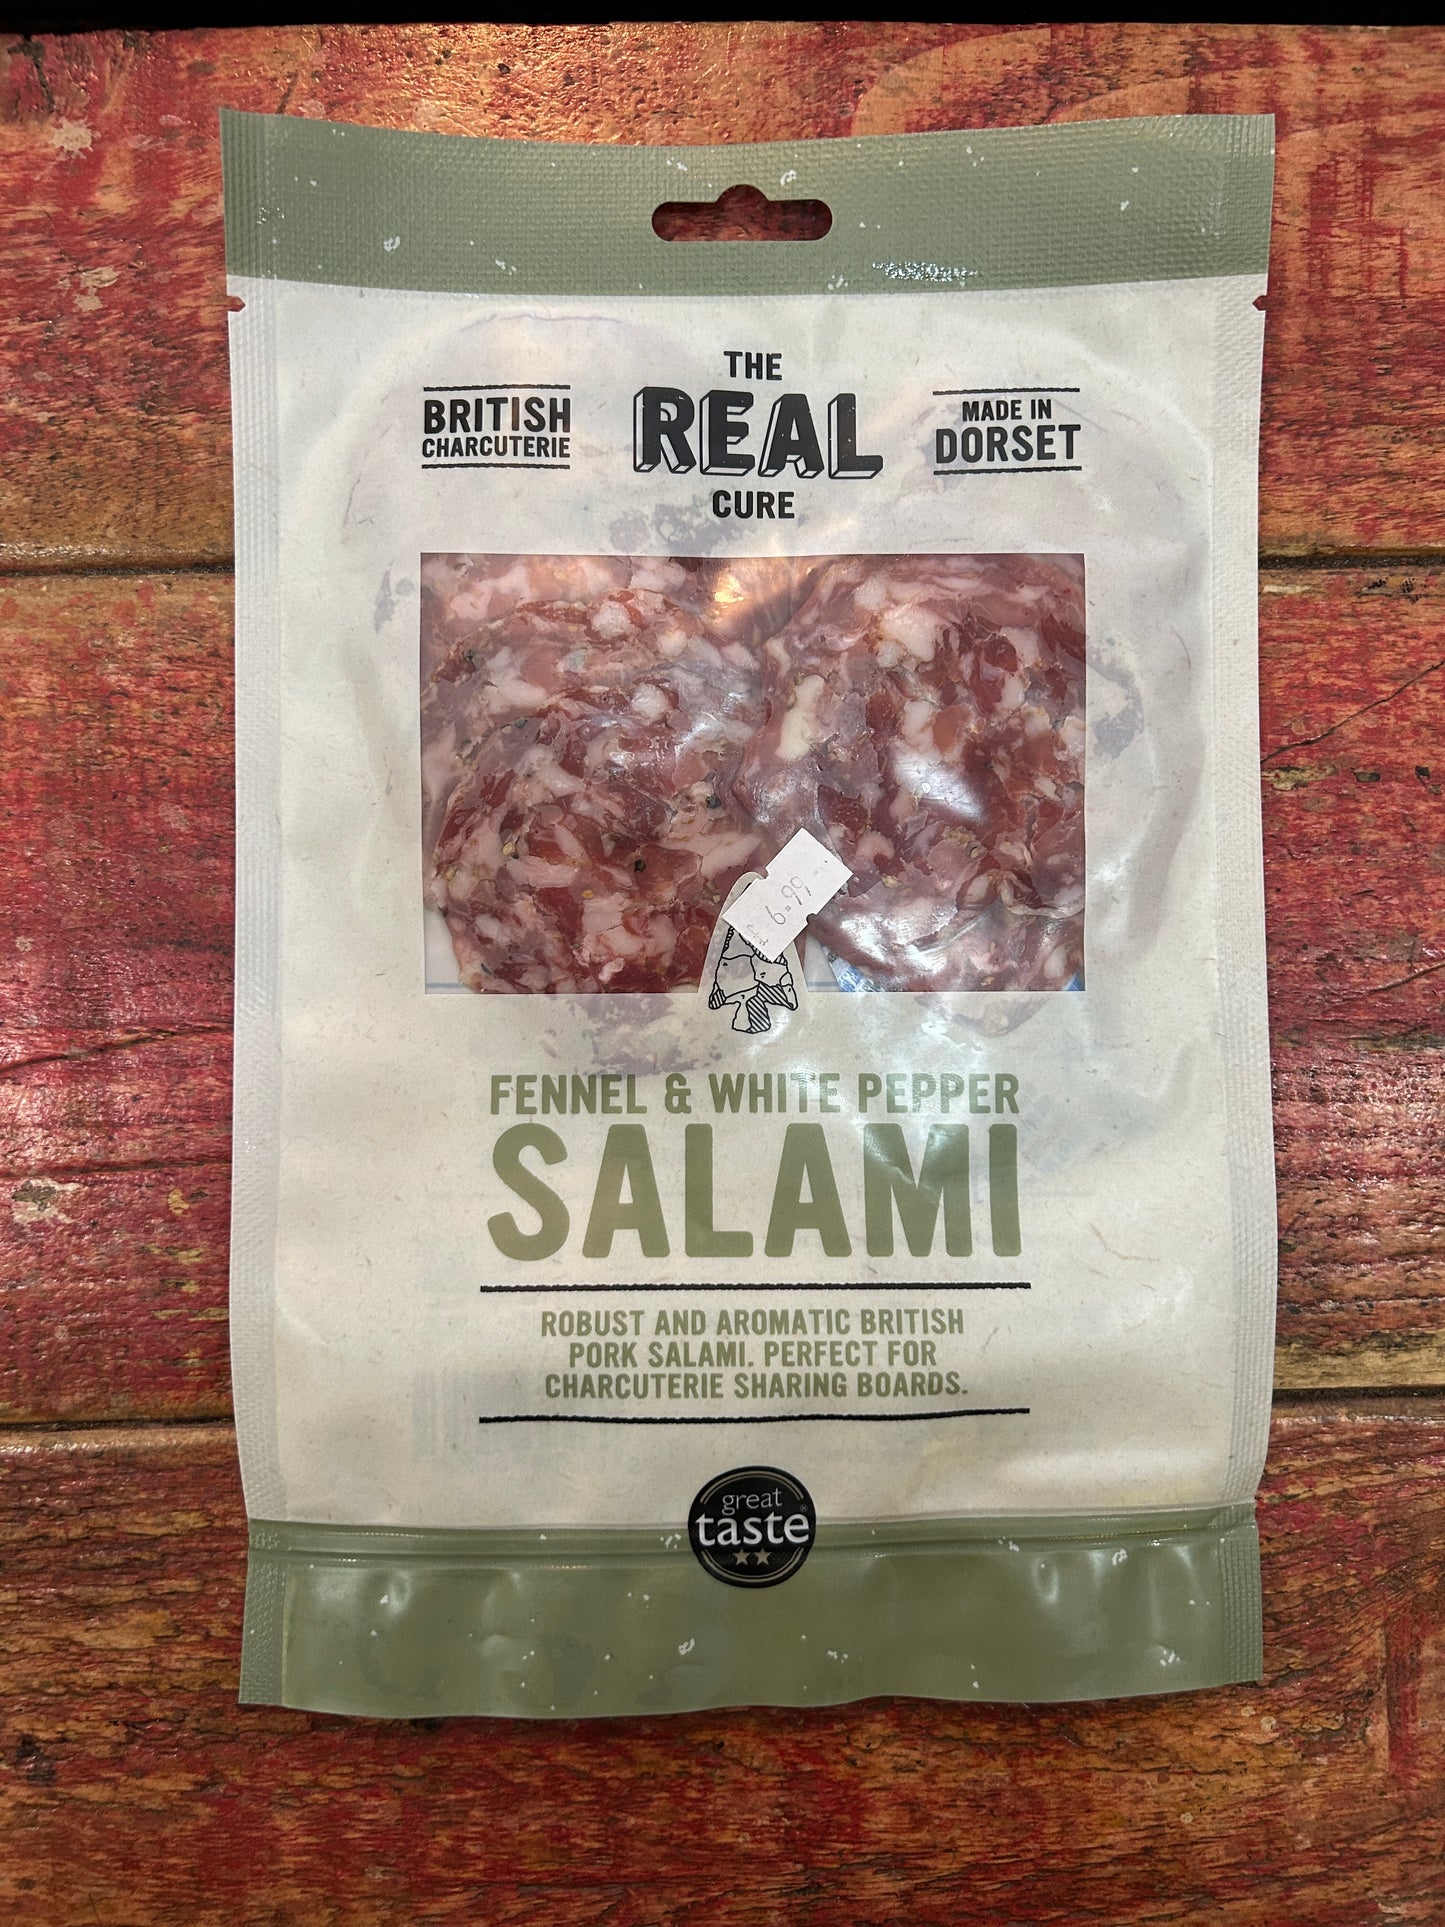 THE
REAL
CURE
BRITISH
CHARCUTERIE
MADE IN
DORSET
6.99
FENNEL & WHITE PEPPER
SALAMI
ROBUST AND AROMATIC BRITISH
PORK SALAMI. PERFECT FOR
CHARCUTERIE SHARING BOARDS.
great
taste®